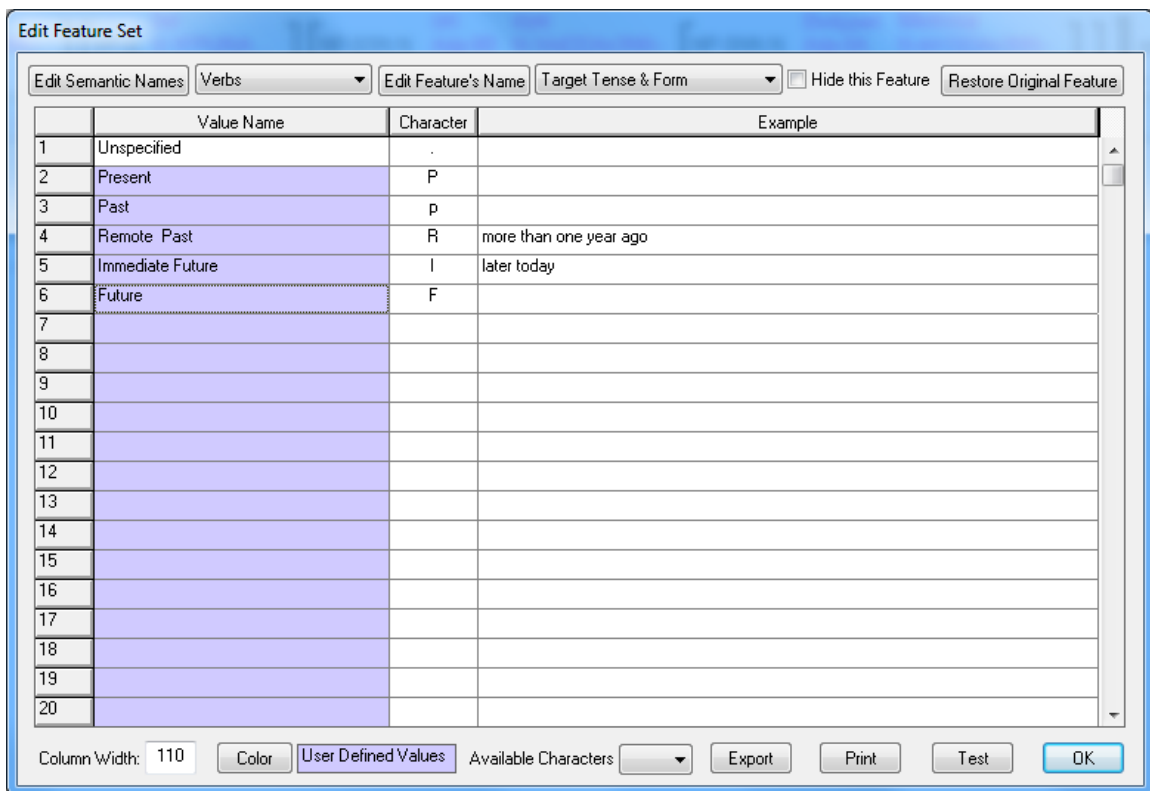 Edit Feature Set
Edit Semantic Names Verbs Edit Feature's Name Target Tense & Form Hide this Feature Restore Original Feature
Value Name Character Example
1 Unspecified .
2 Present P
3 Past p
4 Remote Past R more than one year ago
5 Immediate Future I later today
6 Future F
7
8
9
10
11
12
13
14
15
16
17
18
19
20
Column Width: 110 Color User Defined Values Available Characters Export Print Test OK